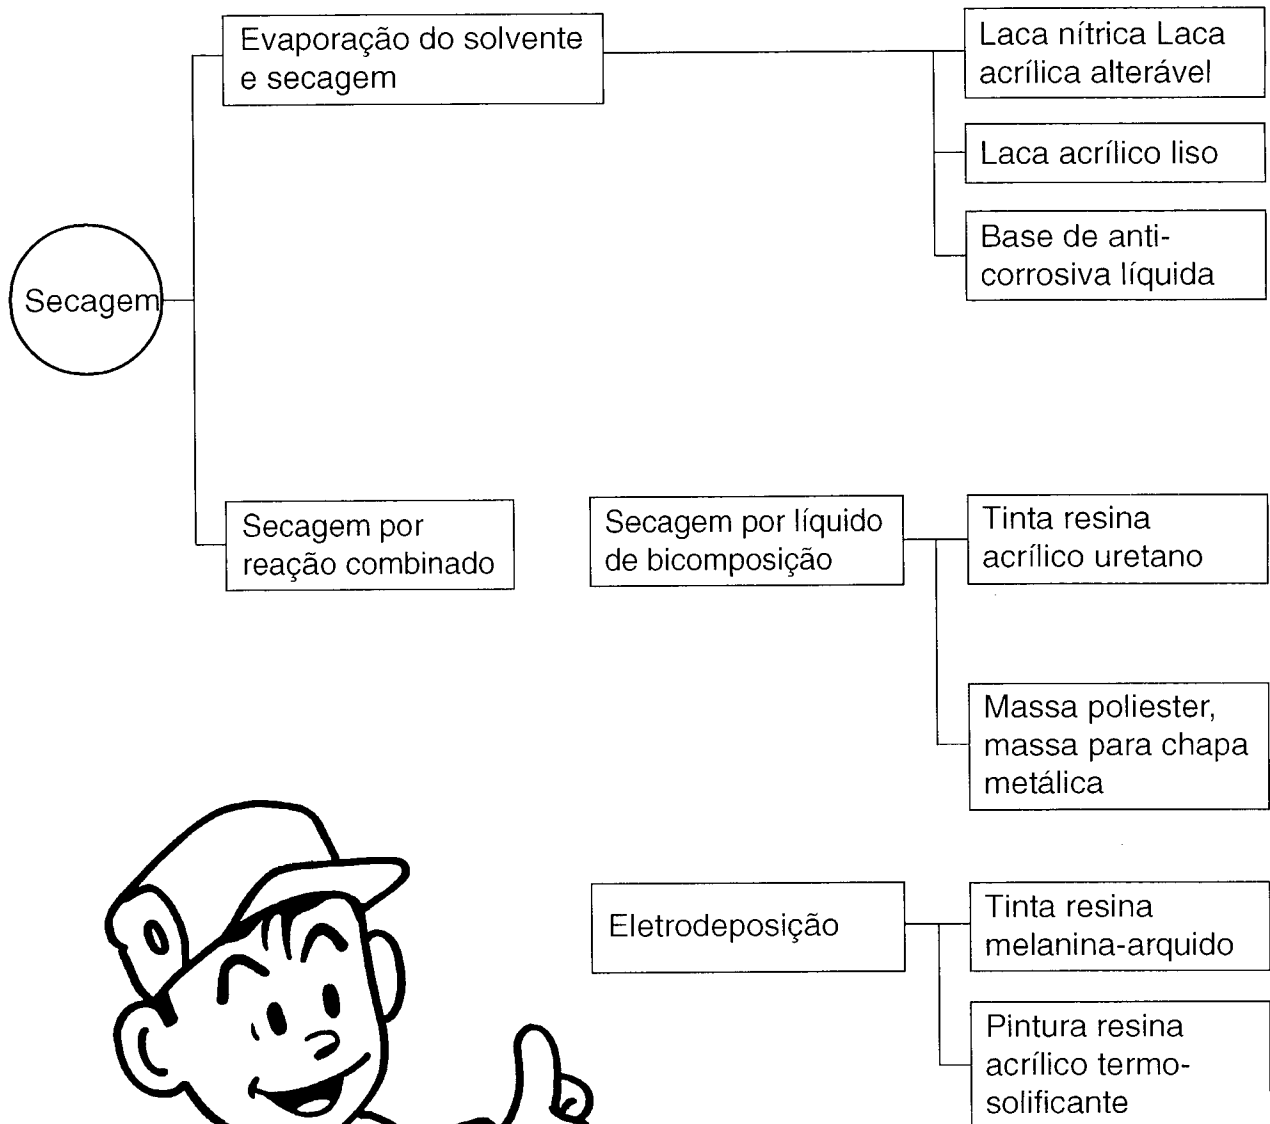 Evaporação do solvente
e secagem
Laca nítrica Laca
acrílica alterável
Laca acrílico liso
Base de anti-
corrosiva líquida
Secagem
Secagem por
reação combinado
Secagem por líquido
de bicomposição
Tinta resina
acrílico uretano
Massa poliester,
massa para chapa
metálica
Eletrodeposição
Tinta resina
melanina-arquido
Pintura resina
acrílico termo-
solificante